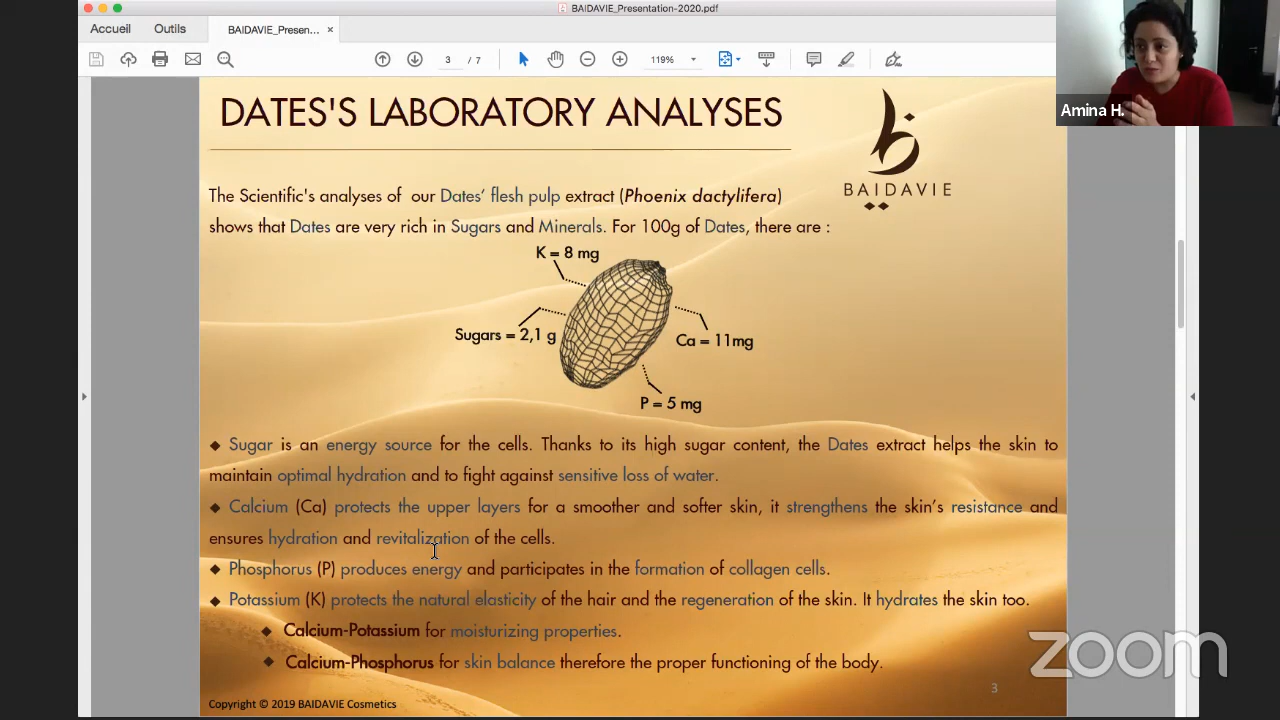 BAIDAVIE_Presentation-2020.pdf
Accueil
Outils
BAIDAVIE_Presen... ×
3 / 7
119%
Amina H.
DATES'S LABORATORY ANALYSES
BAIDAVIE
The Scientific's analyses of our Dates' flesh pulp extract (Phoenix dactylifera)
shows that Dates are very rich in Sugars and Minerals. For 100g of Dates, there are :
K = 8 mg
Sugars = 2,1 g
Ca = 11mg
P = 5 mg
◆ Sugar is an energy source for the cells. Thanks to its high sugar content, the Dates extract helps the skin to
maintain optimal hydration and to fight against sensitive loss of water.
◆ Calcium (Ca) protects the upper layers for a smoother and softer skin, it strengthens the skin's resistance and
ensures hydration and revitalization of the cells.
◆ Phosphorus (P) produces energy and participates in the formation of collagen cells.
◆ Potassium (K) protects the natural elasticity of the hair and the regeneration of the skin. It hydrates the skin too.
◆ Calcium-Potassium for moisturizing properties.
◆ Calcium-Phosphorus for skin balance therefore the proper functioning of the body.
zoom
3
Copyright © 2019 BAIDAVIE Cosmetics